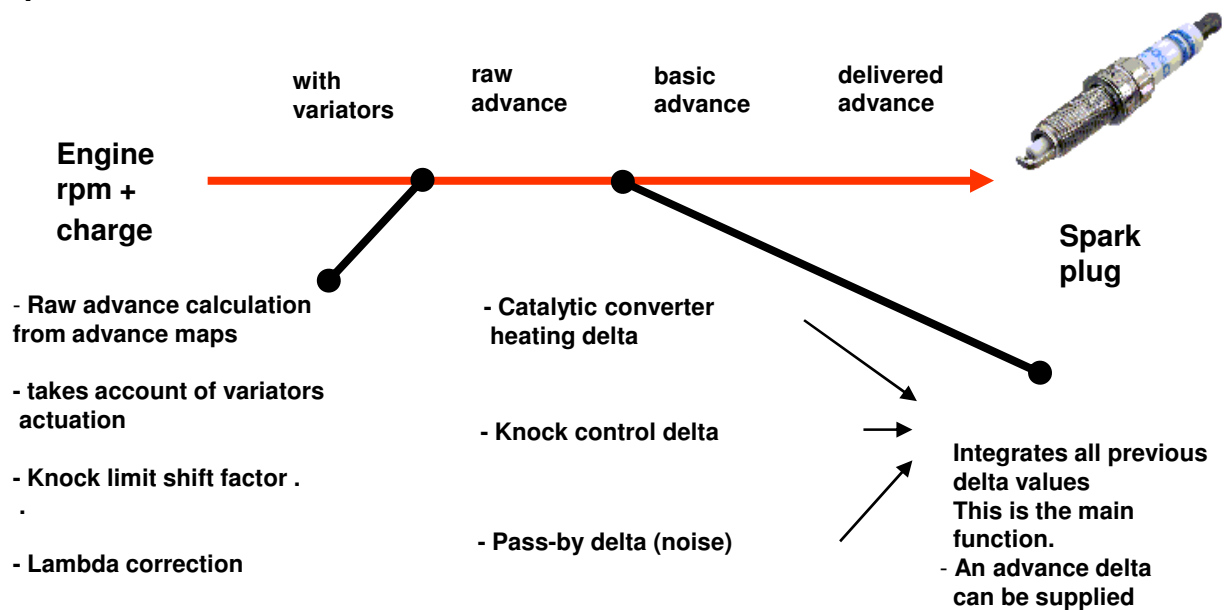 with
variators
raw
advance
basic
advance
delivered
advance
Engine
rpm +
charge
Spark
plug
- Raw advance calculation
from advance maps
- takes account of variators
actuation
- Knock limit shift factor .
.
- Lambda correction
- Catalytic converter
heating delta
- Knock control delta
- Pass-by delta (noise)
Integrates all previous
delta values
This is the main
function.
- An advance delta
can be supplied